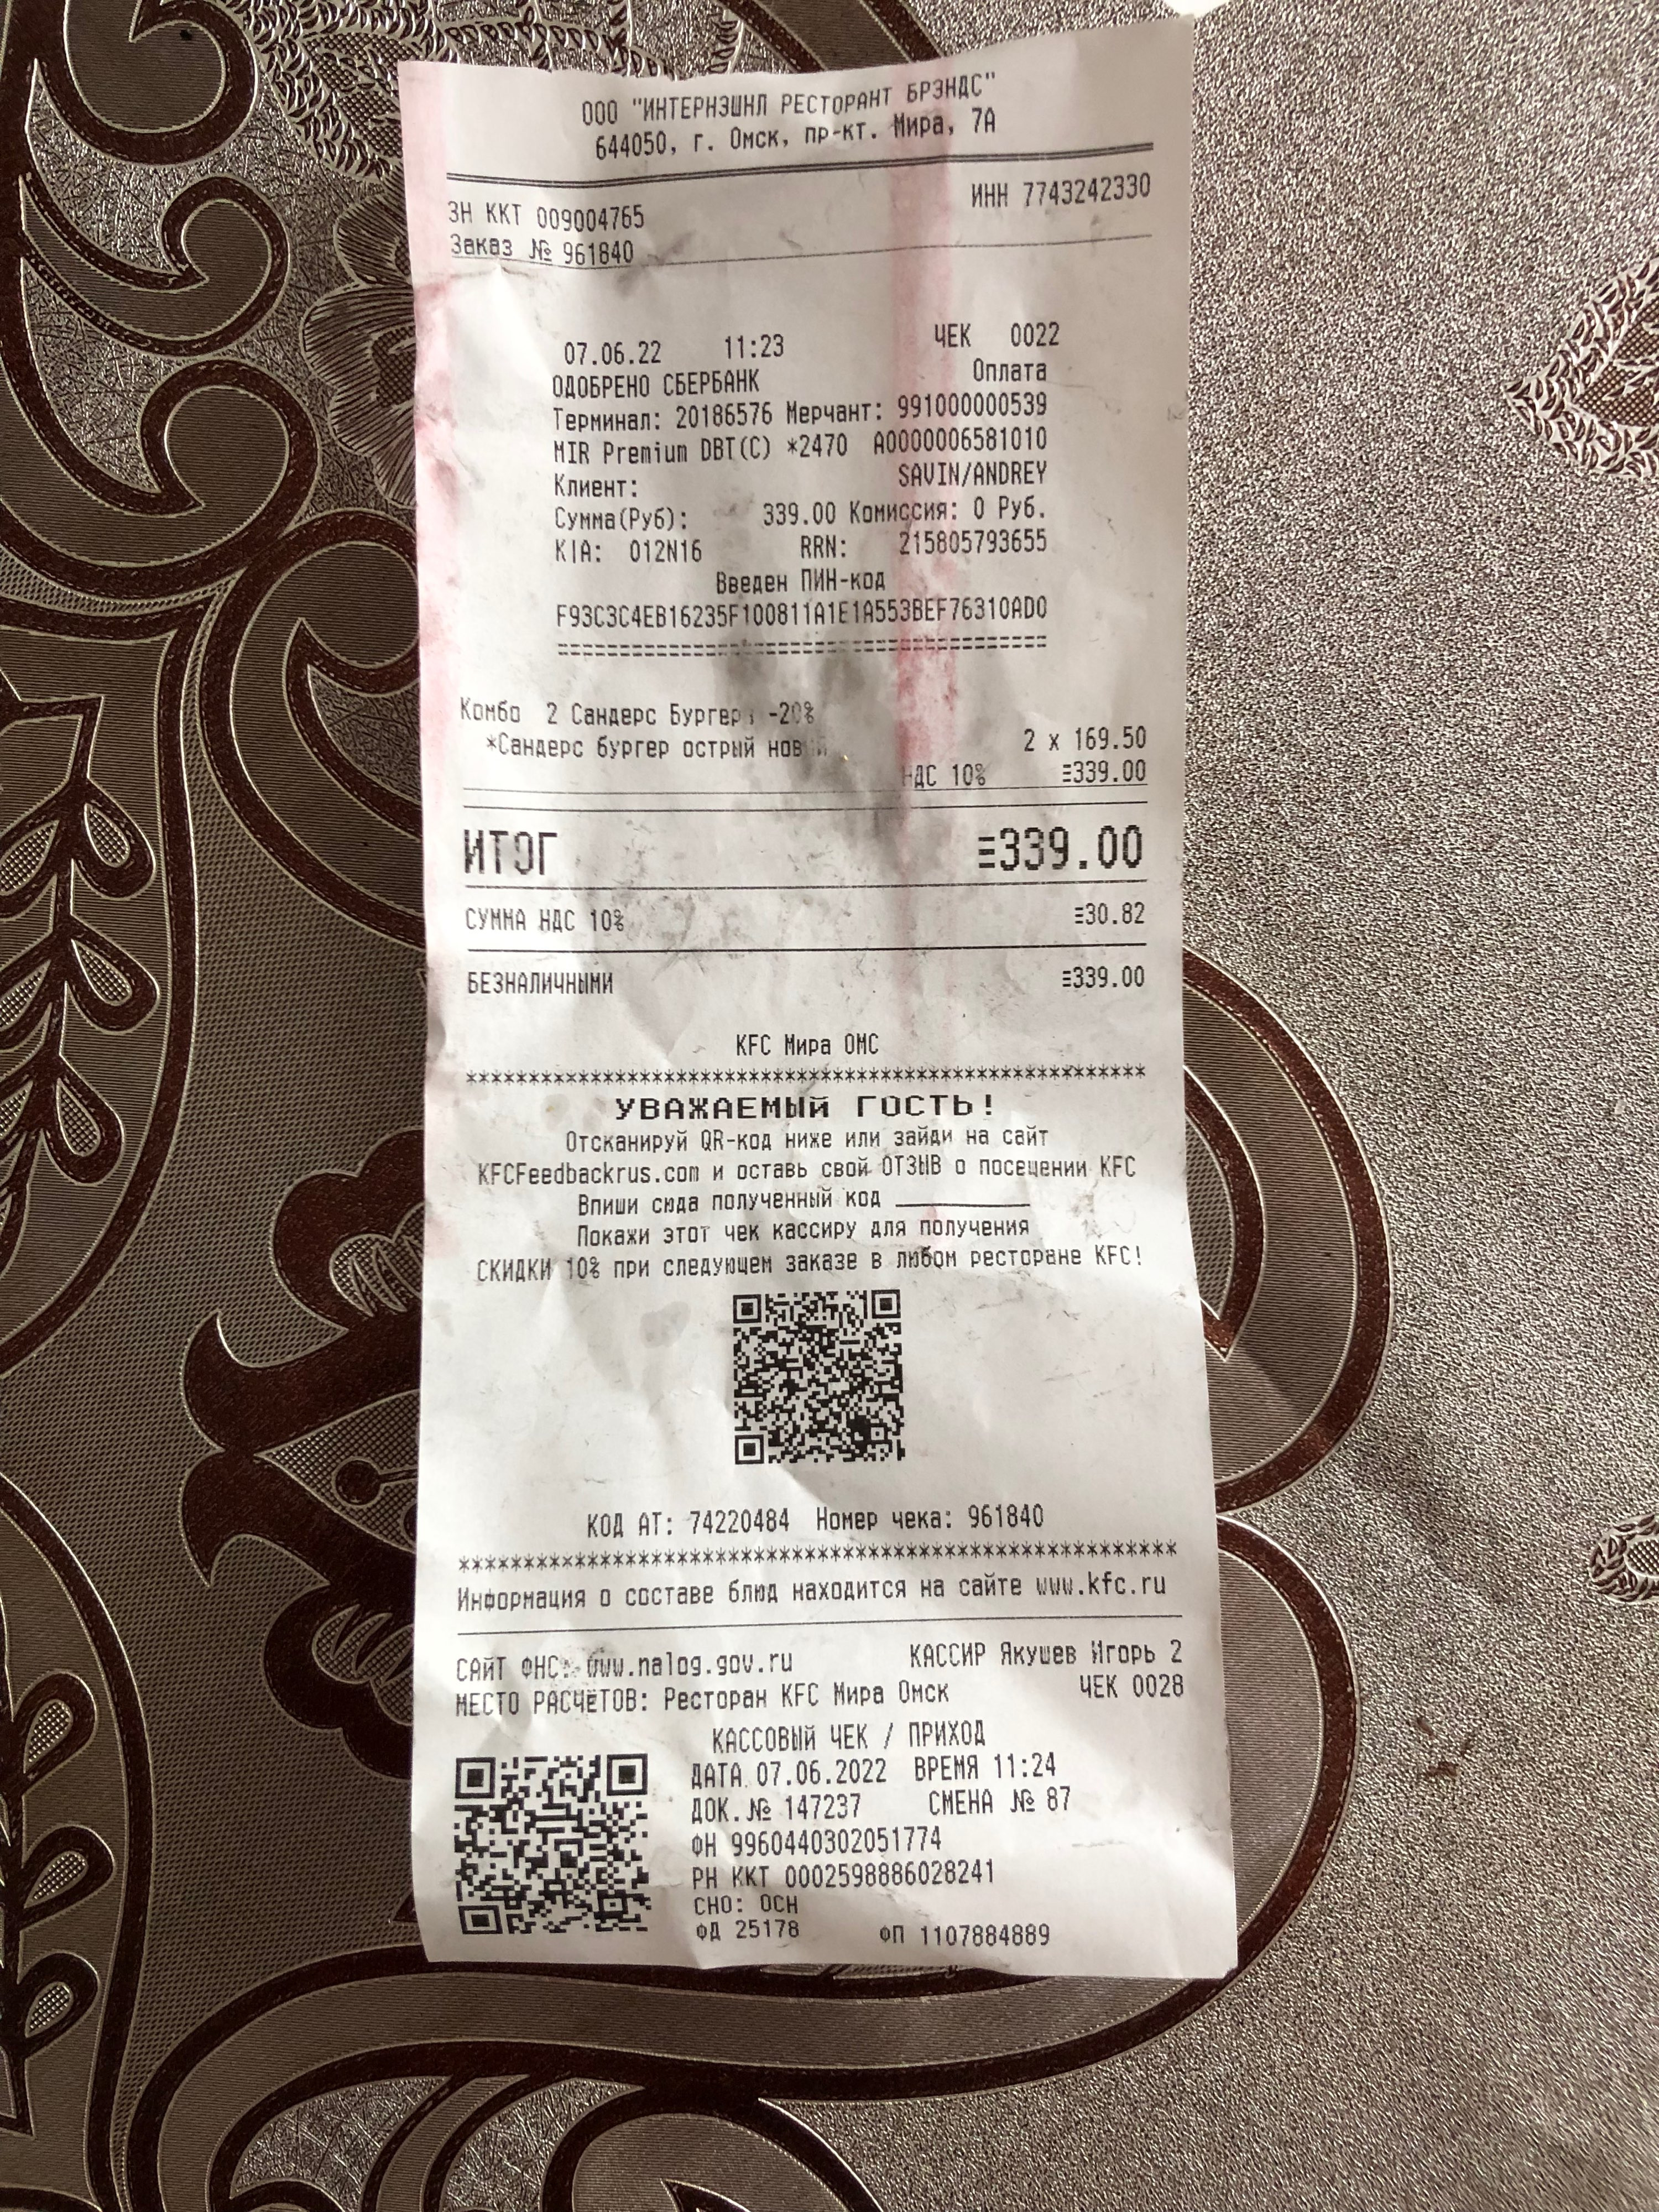 ООО "ИНТЕРНЭШНЛ РЕСТОРАНТ БРЭНДС"
644050, г. Омск, пр-кт. Мира, 7А
ЗН ККТ 009004765 ИНН 7743242330
Заказ № 961840
07.06.22 11:23 ЧЕК 0022
ОДОБРЕНО СБЕРБАНК Оплата
Терминал: 20186576 Мерчант: 991000000539
MIR Premium DBT(C) *2470 A0000006581010
Клиент: SAVIN/ANDREY
Сумма(Руб): 339.00 Комиссия: 0 Руб.
KIA: 012N16 RRN: 215805793655
Введен ПИН-код
F93C3C4EB16235F100811A1E1A553BEF76310AD0
==========================================
Комбо 2 Сандерс Бургер -20%
*Сандерс бургер острый 2 x 169.50
НДС 10% ≡339.00
ИТОГ ≡339.00
СУММА НДС 10% ≡30.82
БЕЗНАЛИЧНЫМИ ≡339.00
KFC Мира ОМС
******************************************************
УВАЖАЕМЫЙ ГОСТЬ!
Отсканируй QR-код ниже или зайди на сайт
KFCFeedbackrus.com и оставь свой ОТЗЫВ о посещении KFC
Впиши сюда полученный код __________
Покажи этот чек кассиру для получения
СКИДКИ 10% при следующем заказе в любом ресторане KFC!
КОД АТ: 74220484 Номер чека: 961840
******************************************************
Информация о составе блюд находится на сайте www.kfc.ru
САЙТ ФНС: www.nalog.gov.ru КАССИР Якушев Игорь 2
МЕСТО РАСЧЁТОВ: Ресторан KFC Мира Омск ЧЕК 0028
КАССОВЫЙ ЧЕК / ПРИХОД
ДАТА 07.06.2022 ВРЕМЯ 11:24
ДОК.№ 147237 СМЕНА № 87
ФН 9960440302051774
РН ККТ 0002598886028241
СНО: ОСН
ФД 25178 ФП 1107884889